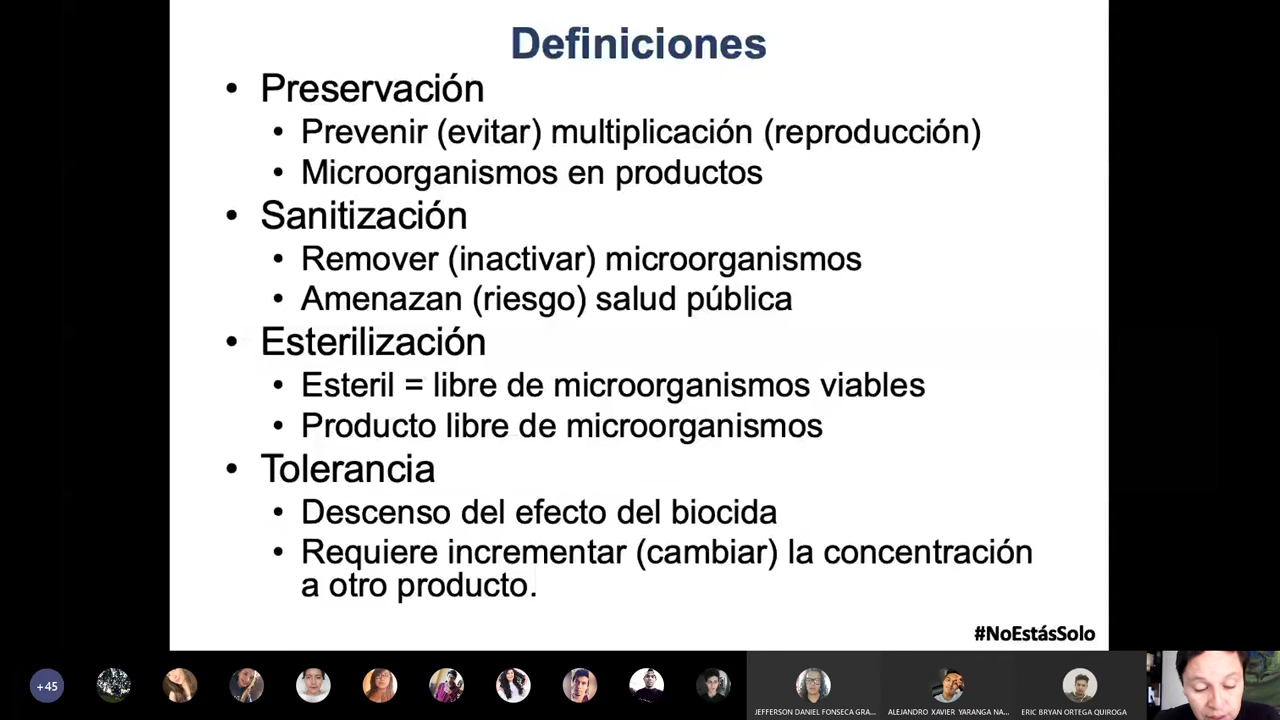 Definiciones
• Preservación
• Prevenir (evitar) multiplicación (reproducción)
• Microorganismos en productos
• Sanitización
• Remover (inactivar) microorganismos
• Amenazan (riesgo) salud pública
• Esterilización
• Esteril = libre de microorganismos viables
• Producto libre de microorganismos
• Tolerancia
• Descenso del efecto del biocida
• Requiere incrementar (cambiar) la concentración
a otro producto.
#NoEstásSolo
+45
JEFFERSON DANIEL FONSECA GRA...
ALEJANDRO XAVIER YARANGA NA...
ERIC BRYAN ORTEGA QUIROGA